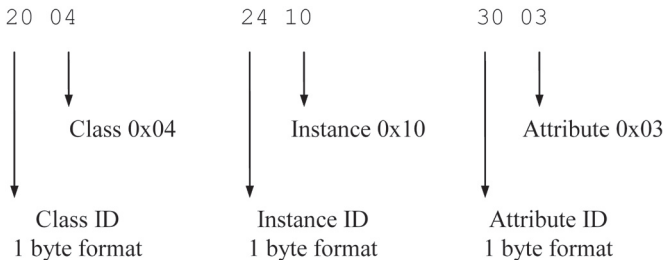 20 04
24 10
30 03
Class 0x04
Instance 0x10
Attribute 0x03
Class ID
1 byte format
Instance ID
1 byte format
Attribute ID
1 byte format